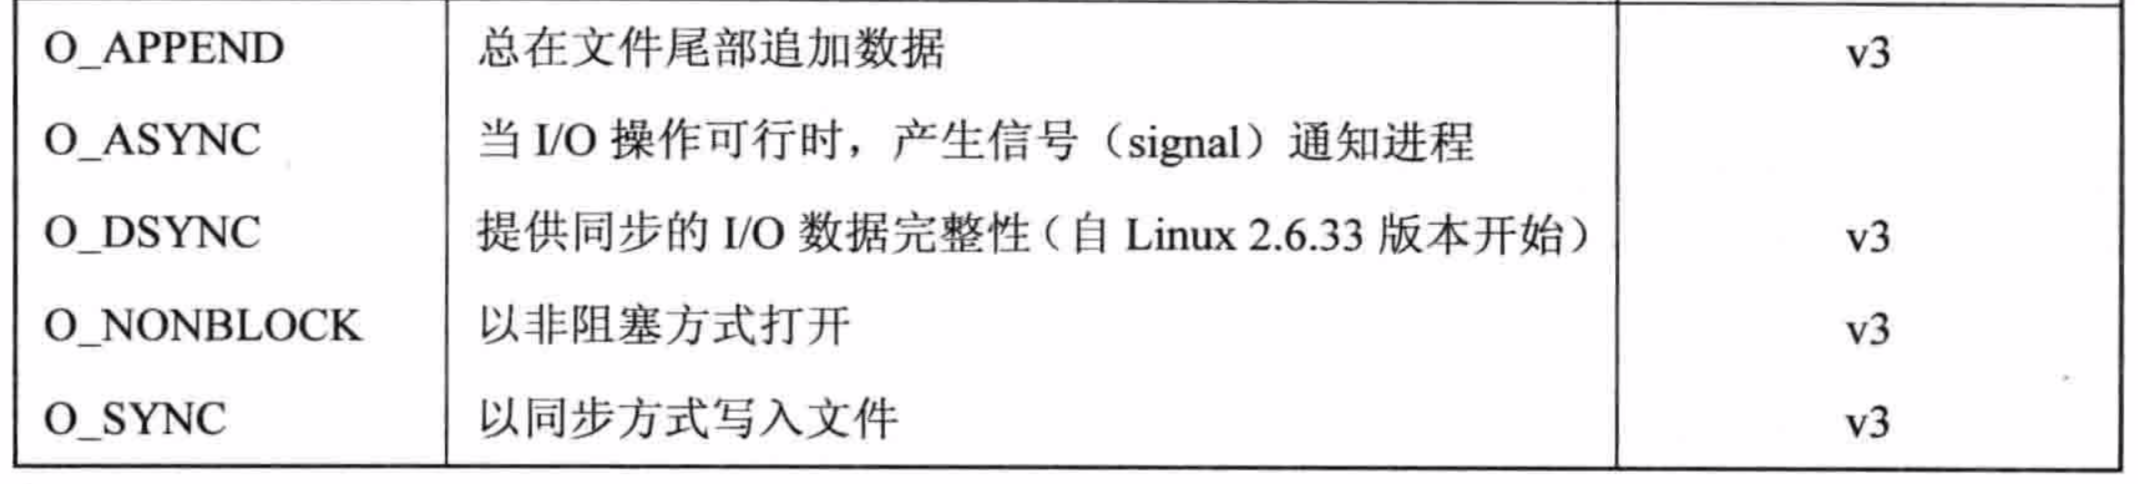 O_APPEND 总在文件尾部追加数据 v3
O_ASYNC 当 I/O 操作可行时，产生信号（signal）通知进程
O_DSYNC 提供同步的 I/O 数据完整性（自 Linux 2.6.33 版本开始） v3
O_NONBLOCK 以非阻塞方式打开 v3
O_SYNC 以同步方式写入文件 v3